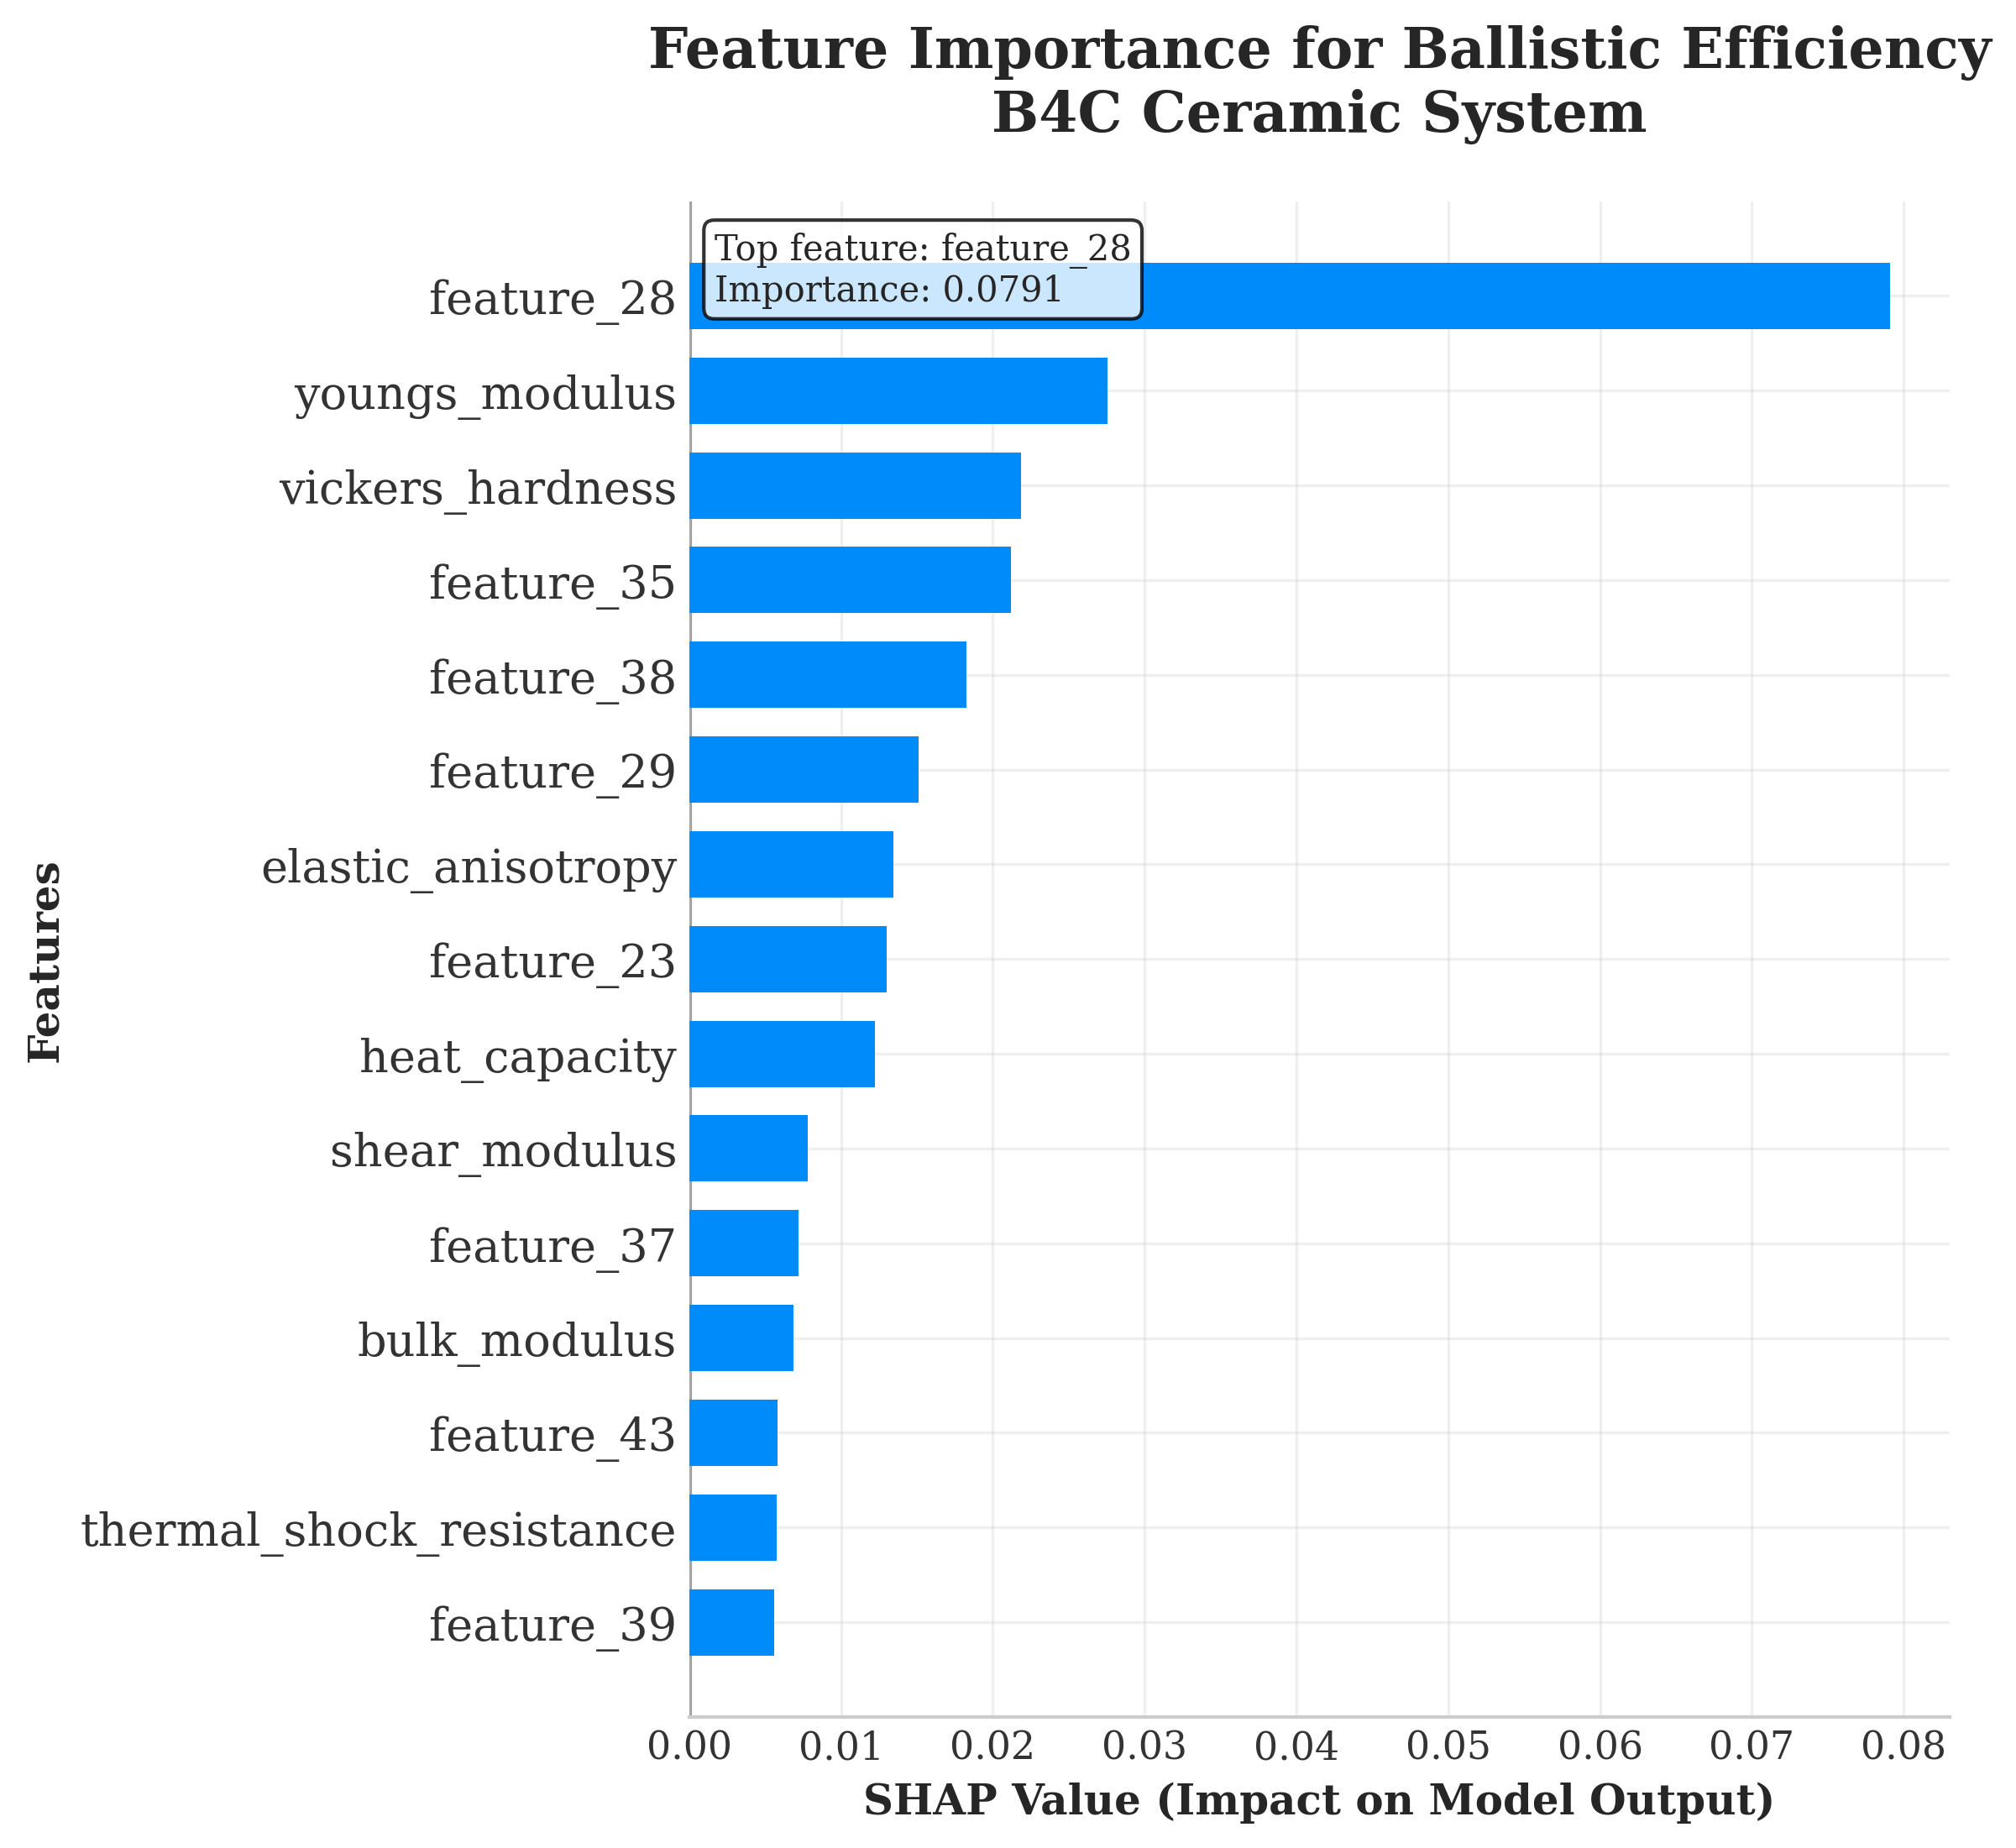 Feature Importance for Ballistic Efficiency
B4C Ceramic System
Top feature: feature_28
Importance: 0.0791
feature_28
youngs_modulus
vickers_hardness
feature_35
feature_38
feature_29
elastic_anisotropy
feature_23
heat_capacity
shear_modulus
feature_37
bulk_modulus
feature_43
thermal_shock_resistance
feature_39
Features
0.00 0.01 0.02 0.03 0.04 0.05 0.06 0.07 0.08
SHAP Value (Impact on Model Output)